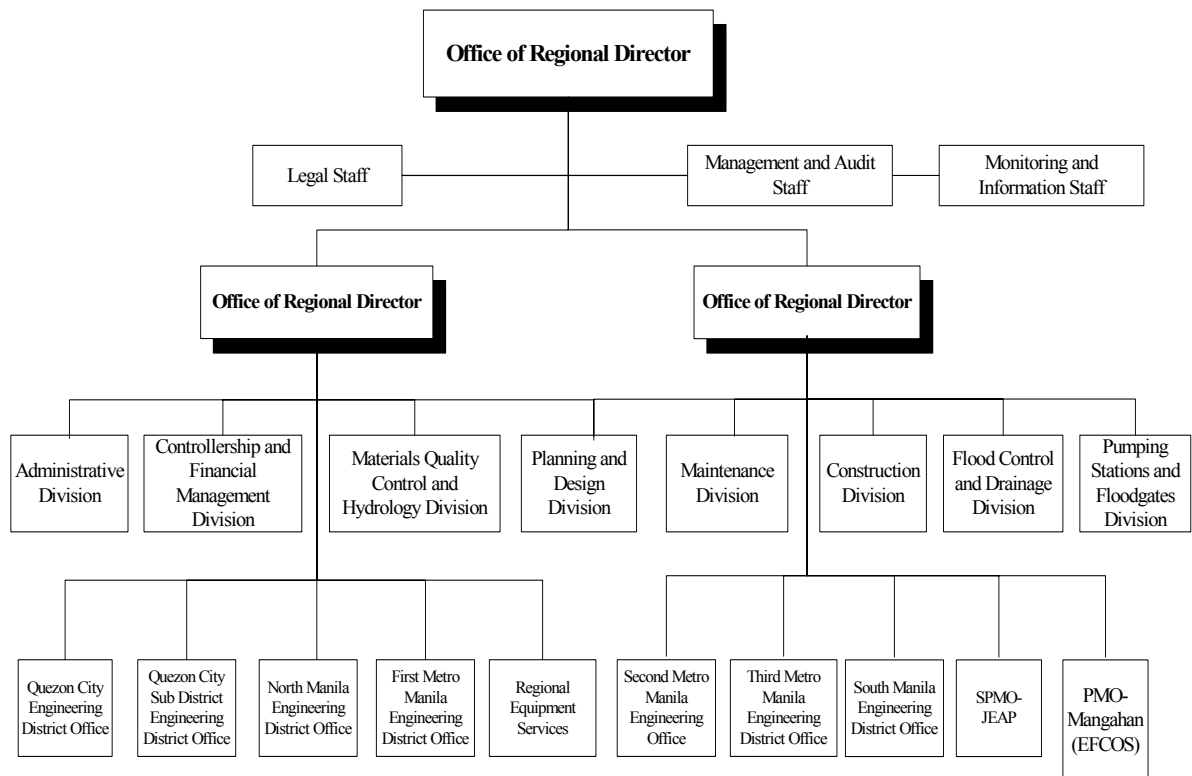 Office of Regional Director
Legal Staff
Management and Audit
Staff
Monitoring and
Information Staff
Office of Regional Director
Office of Regional Director
Administrative
Division
Controllership and
Financial
Management
Division
Materials Quality
Control and
Hydrology Division
Planning and
Design
Division
Maintenance
Division
Construction
Division
Flood Control
and Drainage
Division
Pumping
Stations and
Floodgates
Division
Quezon City
Engineering
District Office
Quezon City
Sub District
Engineering
District Office
North Manila
Engineering
District Office
First Metro
Manila
Engineering
District Office
Regional
Equipment
Services
Second Metro
Manila
Engineering
Office
Third Metro
Manila
Engineering
District Office
South Manila
Engineering
District Office
SPMO-
JEAP
PMO-
Mangahan
(EFCOS)